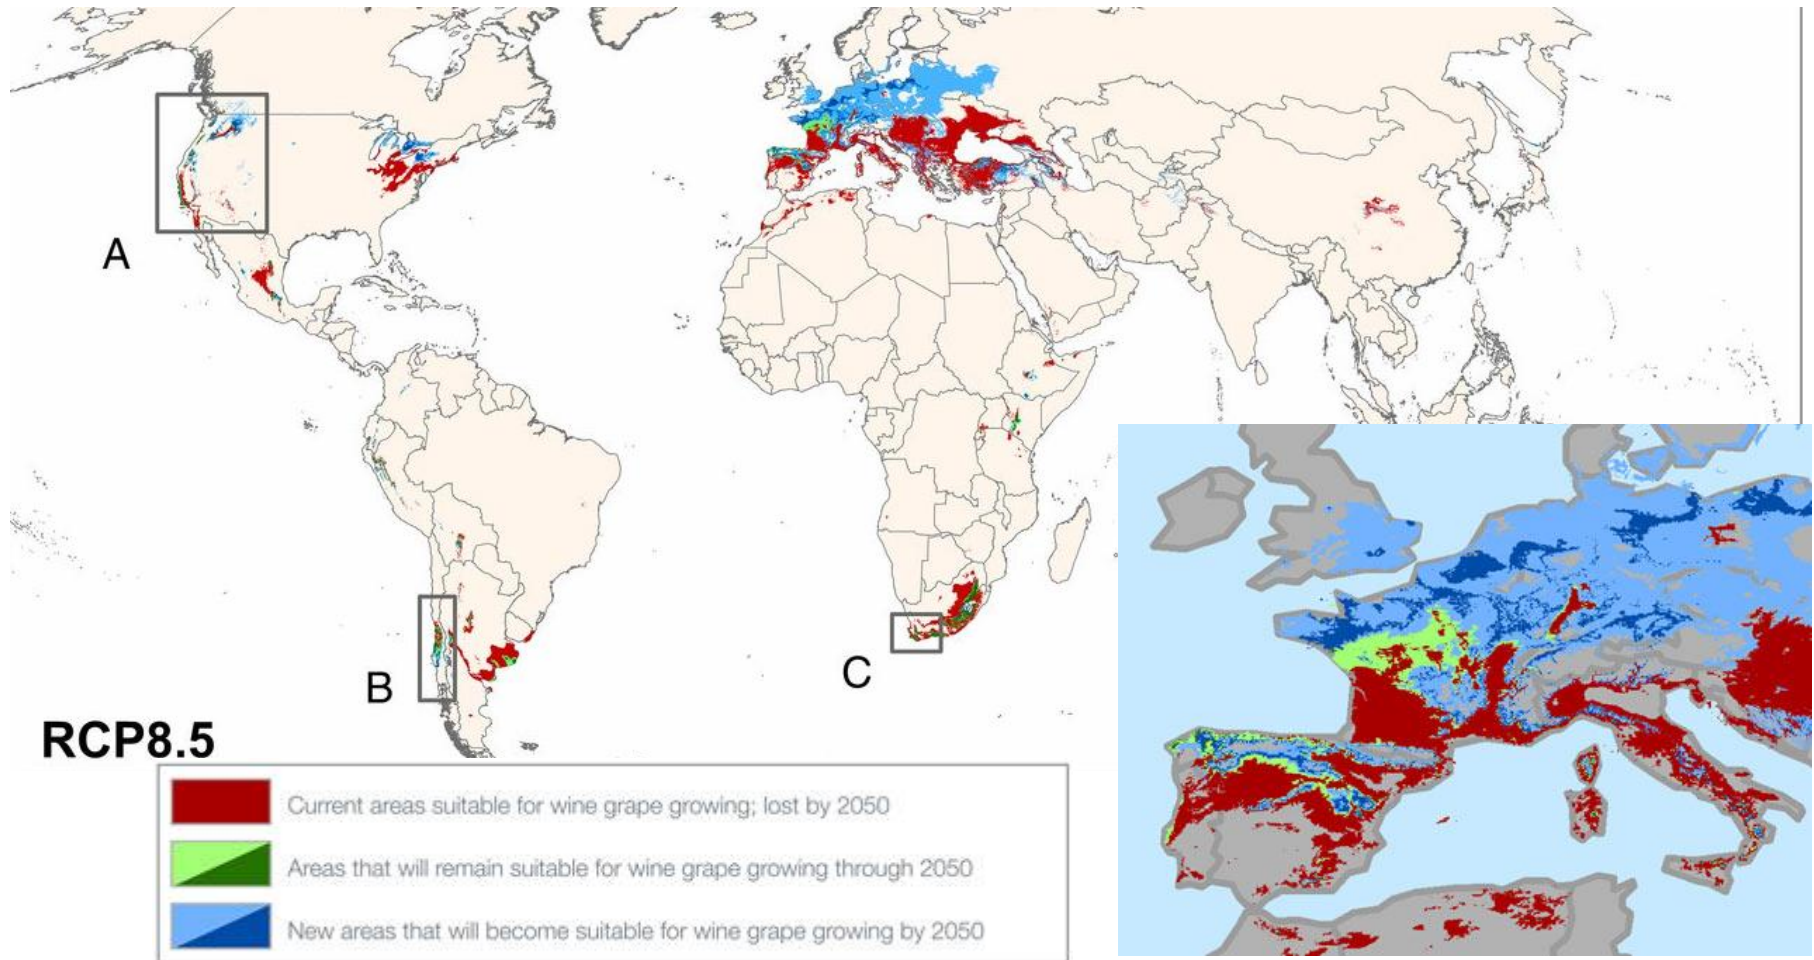 A
B
C
RCP8.5
Current areas suitable for wine grape growing; lost by 2050
Areas that will remain suitable for wine grape growing through 2050
New areas that will become suitable for wine grape growing by 2050